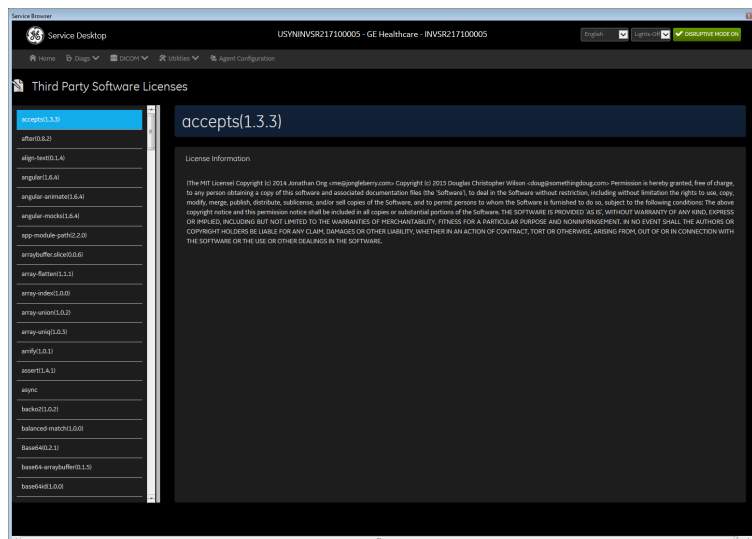 Service Browser
Service Desktop
USYNINVSR217100005 - GE Healthcare - INVSR217100005
English
Lights-Off
DISRUPTIVE MODE ON
Home Diags DICOM Utilities Agent Configuration
Third Party Software Licenses
accepts(1.3.3)
after(0.8.2)
align-text(0.1.4)
angular(1.6.4)
angular-animate(1.6.4)
angular-mocks(1.6.4)
app-module-path(2.2.0)
arraybuffer.slice(0.0.6)
array-flatten(1.1.1)
array-index(1.0.0)
array-union(1.0.2)
array-uniq(1.0.3)
arrify(1.0.1)
assert(1.4.1)
async
backo2(1.0.2)
balanced-match(1.0.0)
Base64(0.2.1)
base64-arraybuffer(0.1.5)
base64id(1.0.0)
accepts(1.3.3)
License Information
(The MIT License) Copyright (c) 2014 Jonathan Ong <me@jongleberry.com> Copyright (c) 2015 Douglas Christopher Wilson <doug@somethingdoug.com> Permission is hereby granted, free of charge,
to any person obtaining a copy of this software and associated documentation files (the 'Software'), to deal in the Software without restriction, including without limitation the rights to use, copy,
modify, merge, publish, distribute, sublicense, and/or sell copies of the Software, and to permit persons to whom the Software is furnished to do so, subject to the following conditions: The above
copyright notice and this permission notice shall be included in all copies or substantial portions of the Software. THE SOFTWARE IS PROVIDED 'AS IS', WITHOUT WARRANTY OF ANY KIND, EXPRESS
OR IMPLIED, INCLUDING BUT NOT LIMITED TO THE WARRANTIES OF MERCHANTABILITY, FITNESS FOR A PARTICULAR PURPOSE AND NONINFRINGEMENT. IN NO EVENT SHALL THE AUTHORS OR
COPYRIGHT HOLDERS BE LIABLE FOR ANY CLAIM, DAMAGES OR OTHER LIABILITY, WHETHER IN AN ACTION OF CONTRACT, TORT OR OTHERWISE, ARISING FROM, OUT OF OR IN CONNECTION WITH
THE SOFTWARE OR THE USE OR OTHER DEALINGS IN THE SOFTWARE.